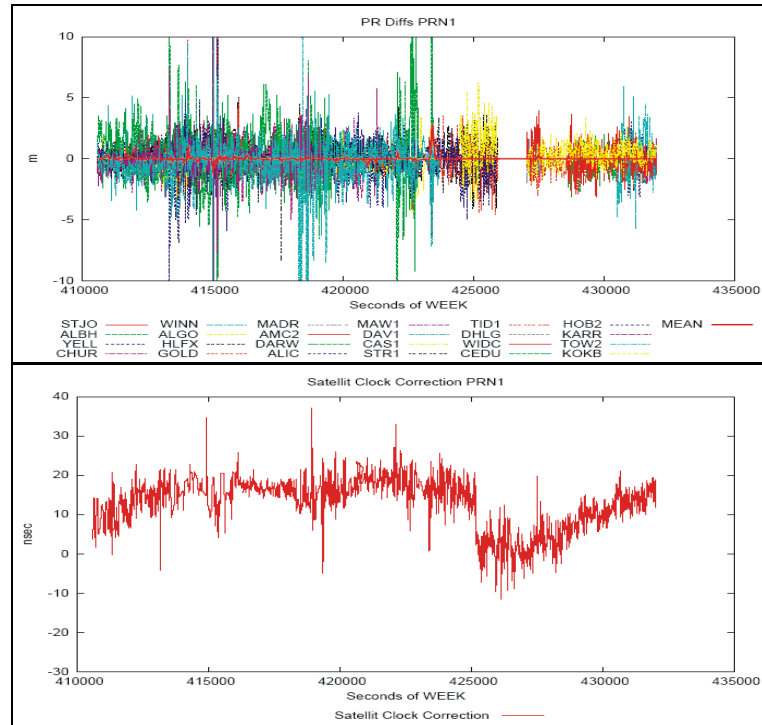 PR Diffs PRN1
10
5
0
-5
-10
m
410000 415000 420000 425000 430000 435000
Seconds of WEEK
STJO WINN MADR MAW1 TID1 HOB2 MEAN
ALBH ALGO AMC2 DAV1 DHLG KARR
YELL HLFX DARW CAS1 WIDC TOW2
CHUR GOLD ALIC STR1 CEDU KOKB
Satellit Clock Correction PRN1
40
30
20
10
0
-10
-20
-30
nsec
410000 415000 420000 425000 430000 435000
Seconds of WEEK
Satellit Clock Correction